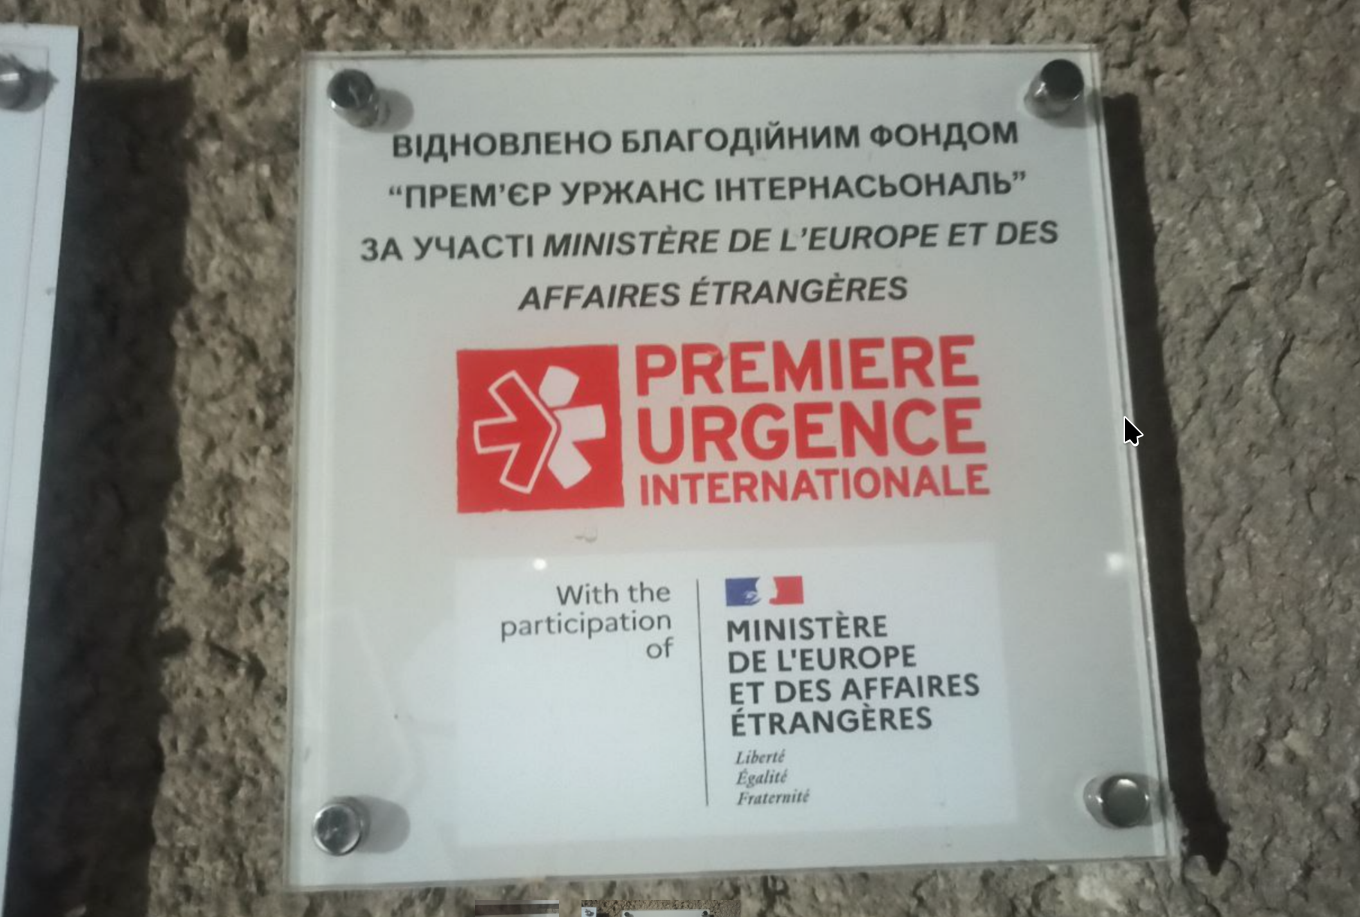 ВІДНОВЛЕНО БЛАГОДІЙНИМ ФОНДОМ
“ПРЕМ’ЄР УРЖАНС ІНТЕРНАСЬОНАЛЬ”
ЗА УЧАСТІ MINISTÈRE DE L’EUROPE ET DES
AFFAIRES ÉTRANGÈRES
PREMIERE
URGENCE
INTERNATIONALE
With the
participation
of
MINISTÈRE
DE L'EUROPE
ET DES AFFAIRES
ÉTRANGÈRES
Liberté
Égalité
Fraternité